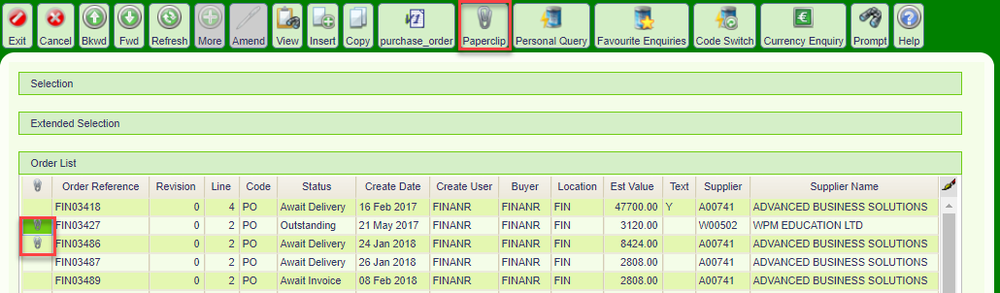 Exit Cancel Bkwd Fwd Refresh More Amend View Insert Copy purchase_order Paperclip Personal Query Favourite Enquiries Code Switch Currency Enquiry Prompt Help
Selection
Extended Selection
Order List
Order Reference Revision Line Code Status Create Date Create User Buyer Location Est Value Text Supplier Supplier Name
FIN03418 0 4 PO Await Delivery 16 Feb 2017 FINANR FINANR FIN 47700.00 Y A00741 ADVANCED BUSINESS SOLUTIONS
FIN03427 0 2 PO Outstanding 21 May 2017 FINANR FINANR FIN 3120.00 W00502 WPM EDUCATION LTD
FIN03486 0 2 PO Await Delivery 24 Jan 2018 FINANR FINANR FIN 8424.00 A00741 ADVANCED BUSINESS SOLUTIONS
FIN03487 0 2 PO Await Delivery 26 Jan 2018 FINANR FINANR FIN 2808.00 A00741 ADVANCED BUSINESS SOLUTIONS
FIN03489 0 2 PO Await Invoice 08 Feb 2018 FINANR FINANR FIN 2808.00 A00741 ADVANCED BUSINESS SOLUTIONS